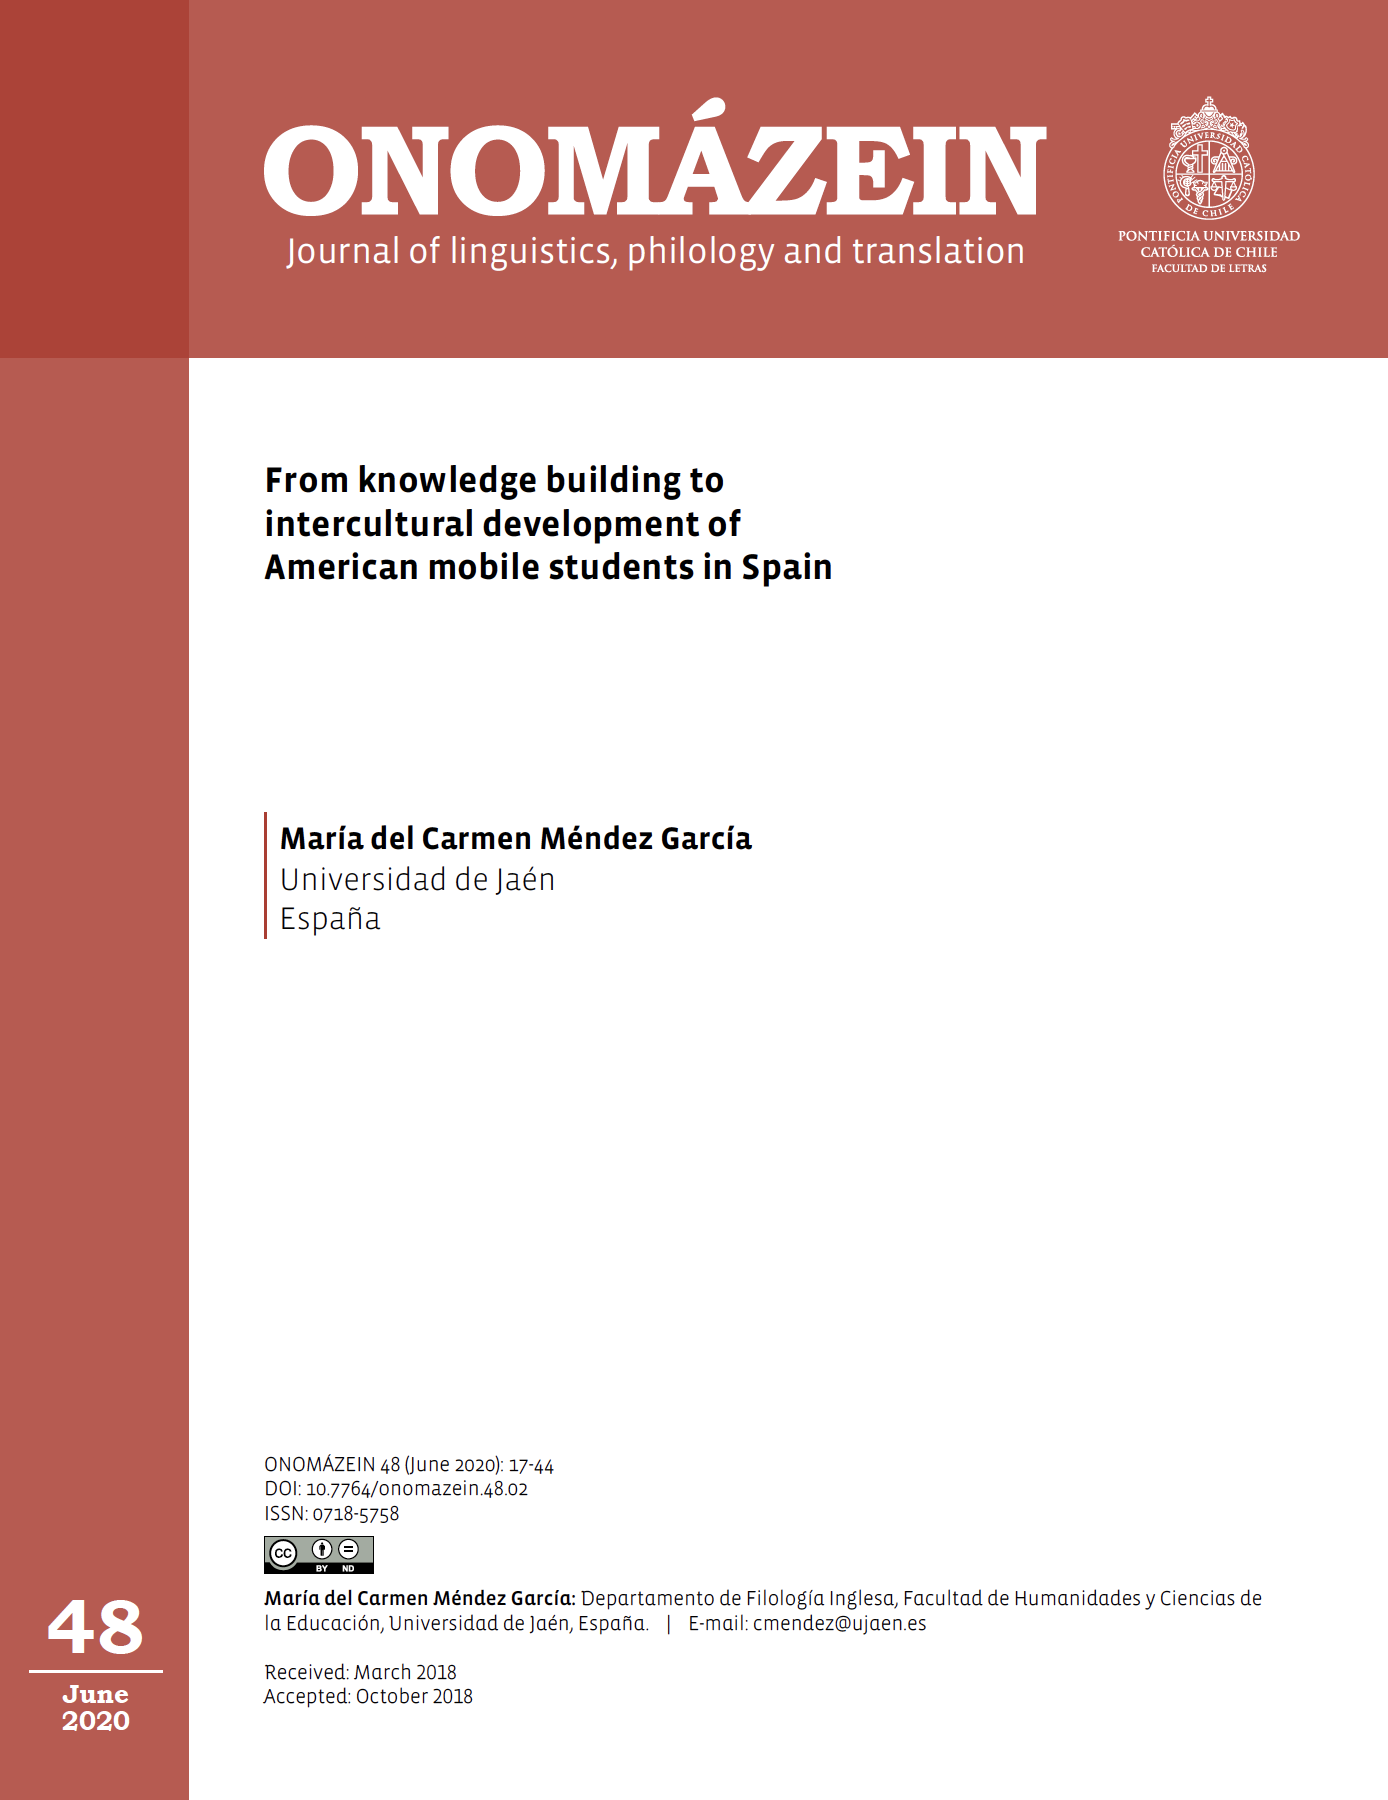 ONOMÁZEIN
Journal of linguistics, philology and translation
PONTIFICIA UNIVERSIDAD CATÓLICA DE CHILE
PONTIFICIA UNIVERSIDAD
CATÓLICA DE CHILE
FACULTAD DE LETRAS
From knowledge building to
intercultural development of
American mobile students in Spain
María del Carmen Méndez García
Universidad de Jaén
España
ONOMÁZEIN 48 (June 2020): 17-44
DOI: 10.7764/onomazein.48.02
ISSN: 0718-5758
CC BY ND
María del Carmen Méndez García: Departamento de Filología Inglesa, Facultad de Humanidades y Ciencias de
la Educación, Universidad de Jaén, España. | E-mail: cmendez@ujaen.es
Received: March 2018
Accepted: October 2018
48
June
2020